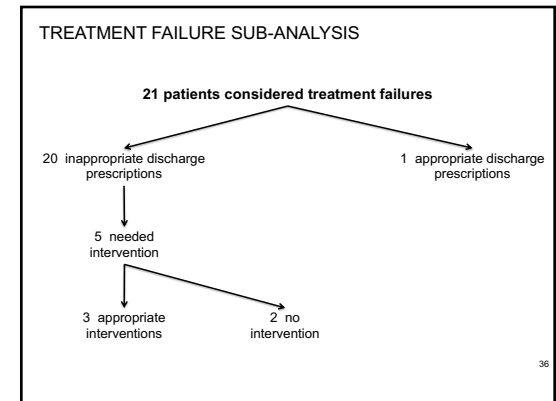 TREATMENT FAILURE SUB-ANALYSIS
21 patients considered treatment failures
20 inappropriate discharge
prescriptions
1 appropriate discharge
prescriptions
5 needed
intervention
3 appropriate
interventions
2 no
intervention
36